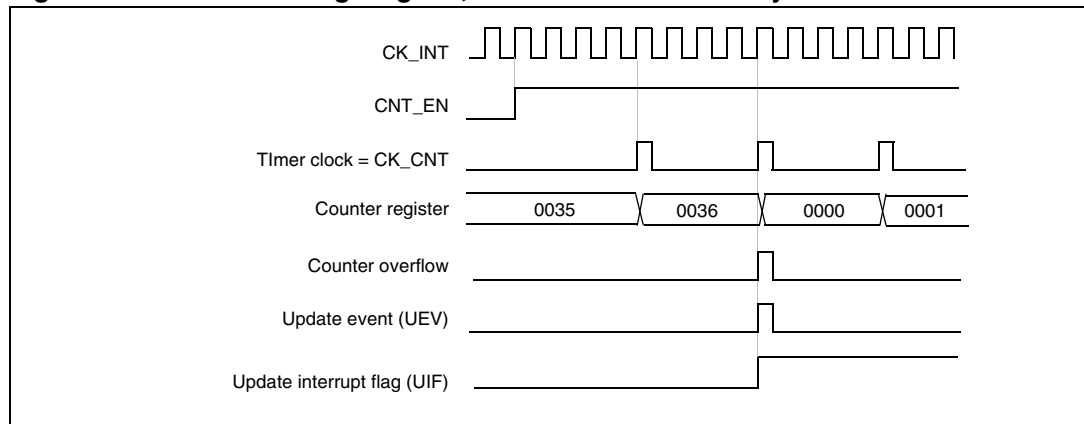 CK_INT
CNT_EN
TImer clock = CK_CNT
Counter register 0035 0036 0000 0001
Counter overflow
Update event (UEV)
Update interrupt flag (UIF)